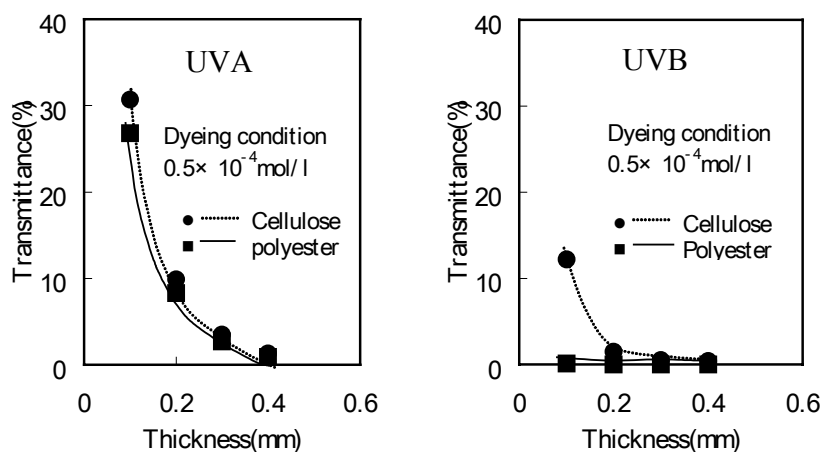 UVA
40
30
20
10
0
Transmittance(%)
Dyeing condition
0.5× 10⁻⁴mol/ l
Cellulose
polyester
0 0.2 0.4 0.6
Thickness(mm)
UVB
40
30
20
10
0
Transmittance(%)
Dyeing condition
0.5× 10⁻⁴mol/ l
Cellulose
Polyester
0 0.2 0.4 0.6
Thickness(mm)